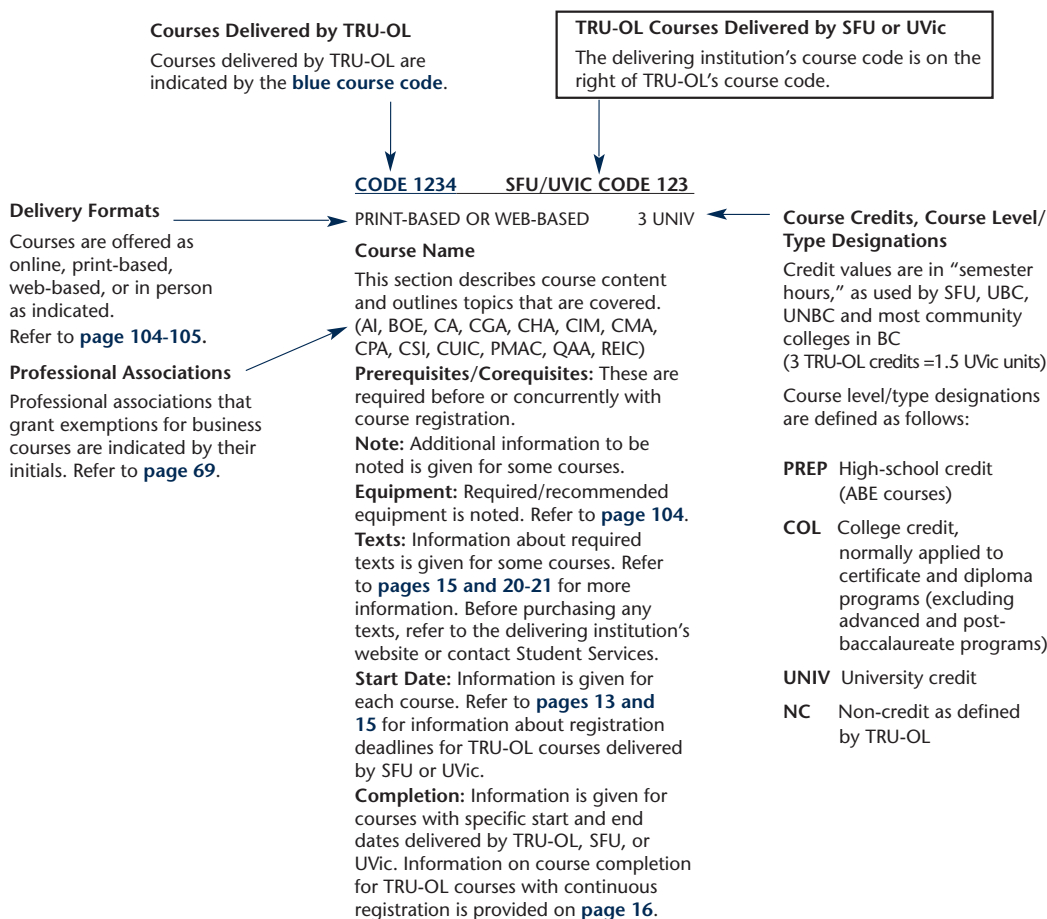 Courses Delivered by TRU-OL
Courses delivered by TRU-OL are
indicated by the blue course code.
TRU-OL Courses Delivered by SFU or UVic
The delivering institution's course code is on the
right of TRU-OL's course code.
Delivery Formats
Courses are offered as
online, print-based,
web-based, or in person
as indicated.
Refer to page 104-105.
Professional Associations
Professional associations that
grant exemptions for business
courses are indicated by their
initials. Refer to page 69.
CODE 1234 SFU/UVIC CODE 123
PRINT-BASED OR WEB-BASED 3 UNIV
Course Name
This section describes course content
and outlines topics that are covered.
(AI, BOE, CA, CGA, CHA, CIM, CMA,
CPA, CSI, CUIC, PMAC, QAA, REIC)
Prerequisites/Corequisites: These are
required before or concurrently with
course registration.
Note: Additional information to be
noted is given for some courses.
Equipment: Required/recommended
equipment is noted. Refer to page 104.
Texts: Information about required
texts is given for some courses. Refer
to pages 15 and 20-21 for more
information. Before purchasing any
texts, refer to the delivering institution's
website or contact Student Services.
Start Date: Information is given for
each course. Refer to pages 13 and
15 for information about registration
deadlines for TRU-OL courses delivered
by SFU or UVic.
Completion: Information is given for
courses with specific start and end
dates delivered by TRU-OL, SFU, or
UVic. Information on course completion
for TRU-OL courses with continuous
registration is provided on page 16.
Course Credits, Course Level/
Type Designations
Credit values are in "semester
hours," as used by SFU, UBC,
UNBC and most community
colleges in BC
(3 TRU-OL credits =1.5 UVic units)
Course level/type designations
are defined as follows:
PREP High-school credit
(ABE courses)
COL College credit,
normally applied to
certificate and diploma
programs (excluding
advanced and post-
baccalaureate programs)
UNIV University credit
NC Non-credit as defined
by TRU-OL